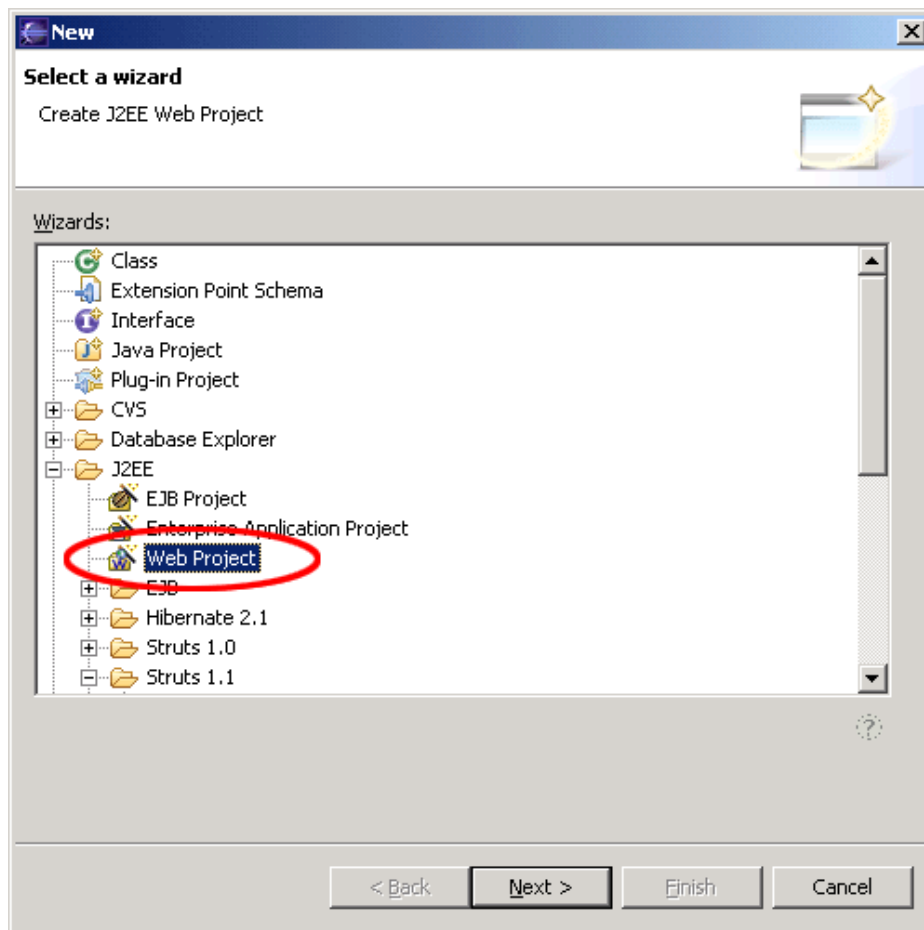 New
Select a wizard
Create J2EE Web Project
Wizards:
Class
Extension Point Schema
Interface
Java Project
Plug-in Project
CVS
Database Explorer
J2EE
EJB Project
Enterprise Application Project
Web Project
EJB
Hibernate 2.1
Struts 1.0
Struts 1.1
< Back Next > Finish Cancel